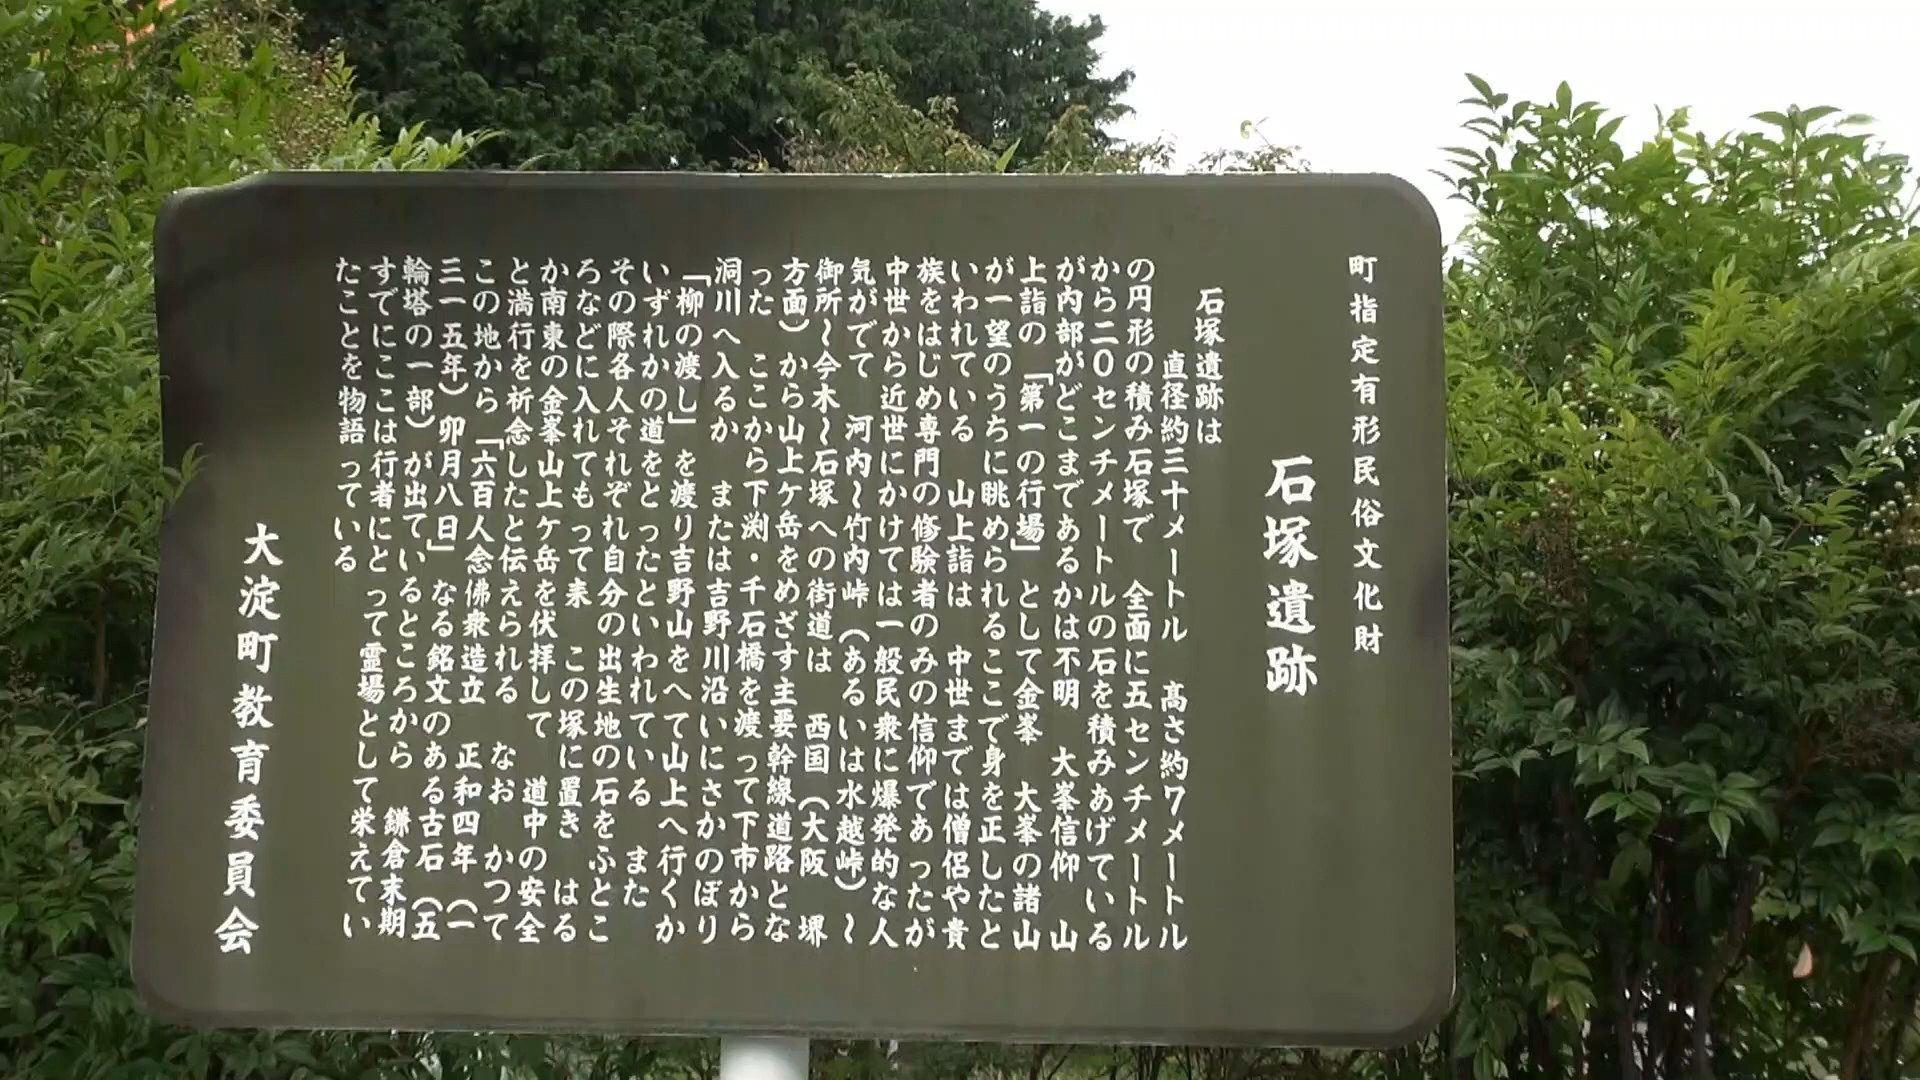 町指定有形民俗文化財
石塚遺跡
石塚遺跡は
直径約三十メートル 高さ約7メートル
の円形の積み石塚で 全面に五センチメートル
から二〇センチメートルの石を積みあげている
が内部がどこまであるかは不明 大峯信仰 山
上詣の「第一の行場」として金峯 大峯の諸山
が一望のうちに眺められるここで身を正したと
いわれている 山上詣は 中世までは僧侶や貴
族をはじめ専門の修験者のみの信仰であったが
中世から近世にかけては一般民衆に爆発的な人
気がでて 河内〜竹内峠(あるいは水越峠)〜
御所〜今木〜石塚への街道は 西国(大阪 堺
方面)から山上ケ岳をめざす主要幹線道路とな
った ここから下渕・千石橋を渡って下市から
洞川へ入るか または吉野川沿いにさかのぼり
「柳の渡し」を渡り吉野山をへて山上へ行くか
いずれかの道をとったといわれている また
その際各人それぞれ自分の出生地の石をふとこ
ろなどに入れてもって来 この塚に置き はる
か南東の金峯山上ケ岳を伏拝して 道中の安全
と満行を祈念したと伝えられる なお かつて
この地から「六百人念佛衆造立 正和四年(一
三一五年)卯月八日」なる銘文のある古石(五
輪塔の一部)が出ているところから 鎌倉末期
すでにここは行者にとって霊場として栄えてい
たことを物語っている
大淀町教育委員会